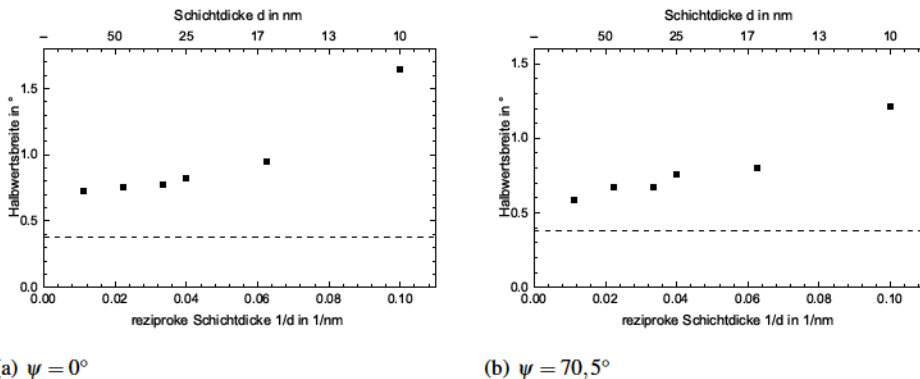 Schichtdicke d in nm
– 50 25 17 13 10
Halbwertsbreite in °
1.5
1.0
0.5
0.0
0.00 0.02 0.04 0.06 0.08 0.10
reziproke Schichtdicke 1/d in 1/nm
a) ψ = 0°
Schichtdicke d in nm
– 50 25 17 13 10
Halbwertsbreite in °
1.5
1.0
0.5
0.0
0.00 0.02 0.04 0.06 0.08 0.10
reziproke Schichtdicke 1/d in 1/nm
(b) ψ = 70,5°